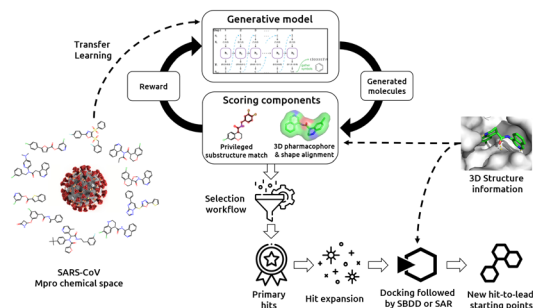 Generative model
Transfer
Learning
Reward
Generated
molecules
Scoring components
Privileged
substructure match
3D pharmacophore
& shape alignment
3D Structure
information
Selection
workflow
SARS-CoV
Mpro chemical space
Primary
hits
Hit expansion
Docking followed
by SBDD or SAR
New hit-to-lead
starting points